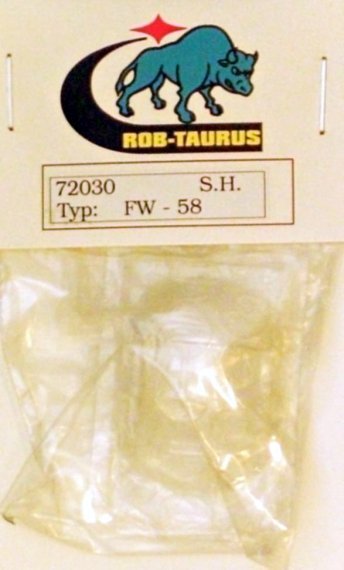 ROB-TAURUS
72030 S.H.
Typ: FW - 58